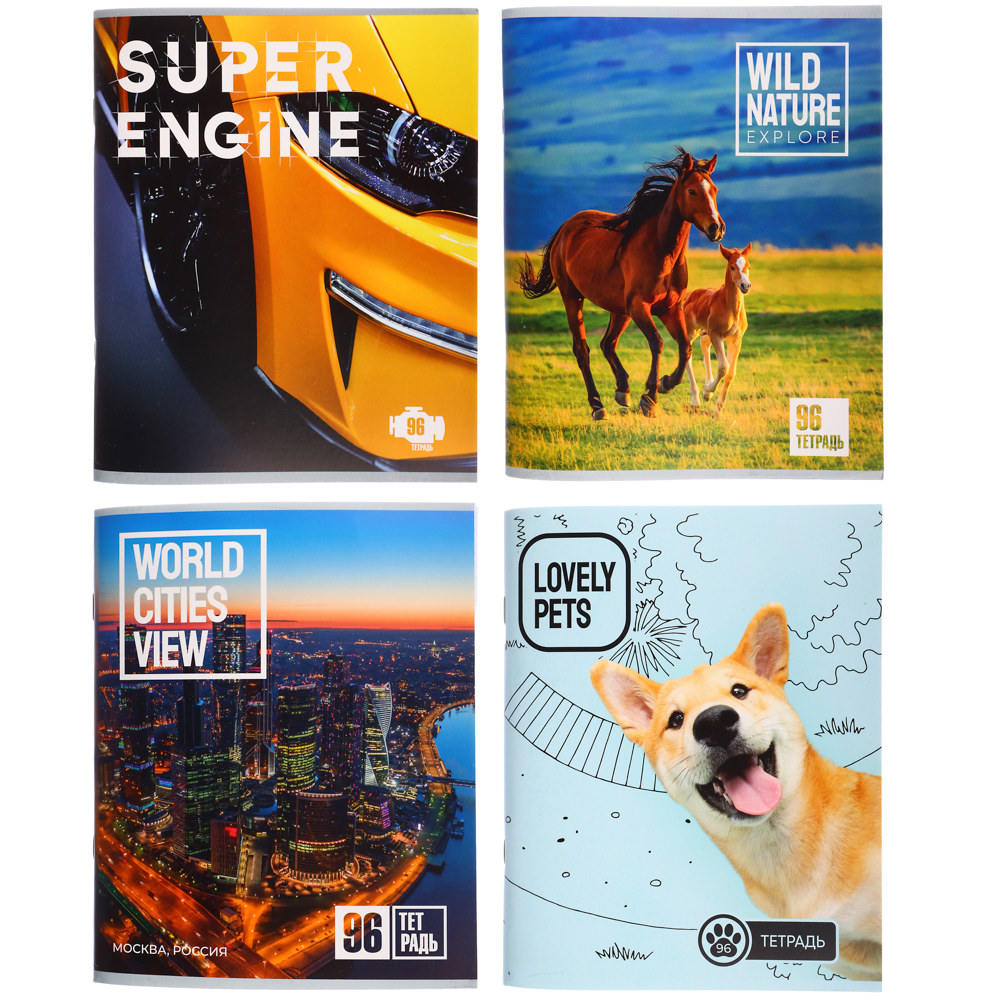 SUPER
ENGINE
96
ТЕТРАДЬ
WILD
NATURE
EXPLORE
96
ТЕТРАДЬ
WORLD
CITIES
VIEW
96
ТЕТ
РАДЬ
МОСКВА, РОССИЯ
LOVELY
PETS
96
ТЕТРАДЬ